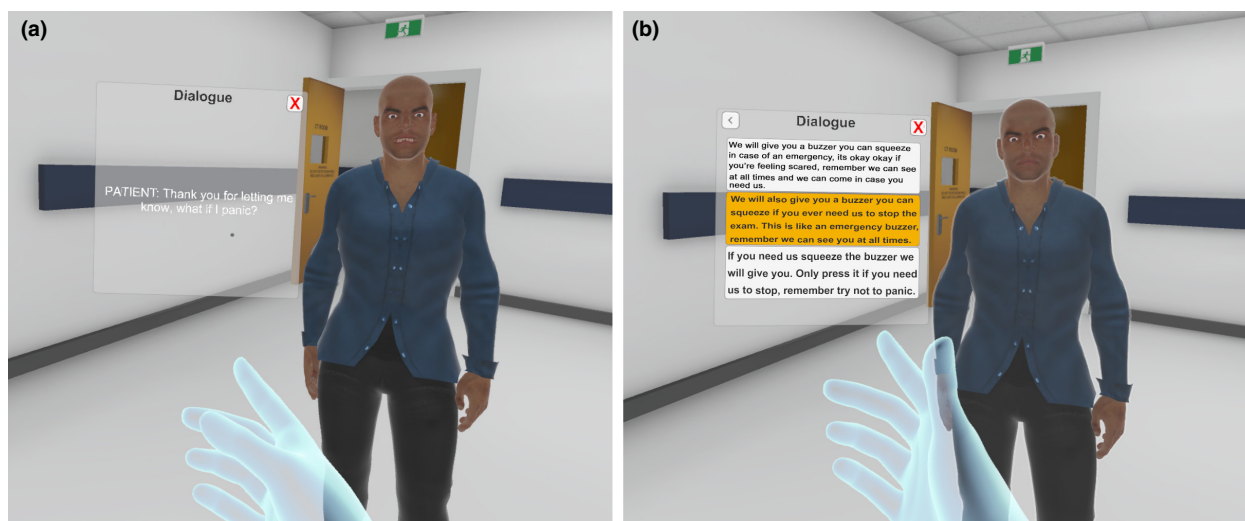 (a)
Dialogue
X
PATIENT: Thank you for letting me
know, what if I panic?
(b)
<
Dialogue
X
We will give you a buzzer you can squeeze
in case of an emergency, its okay okay if
you're feeling scared, remember we can see
at all times and we can come in case you
need us.
We will also give you a buzzer you can
squeeze if you ever need us to stop the
exam. This is like an emergency buzzer,
remember we can see you at all times.
If you need us squeeze the buzzer we
will give you. Only press it if you need
us to stop, remember try not to panic.